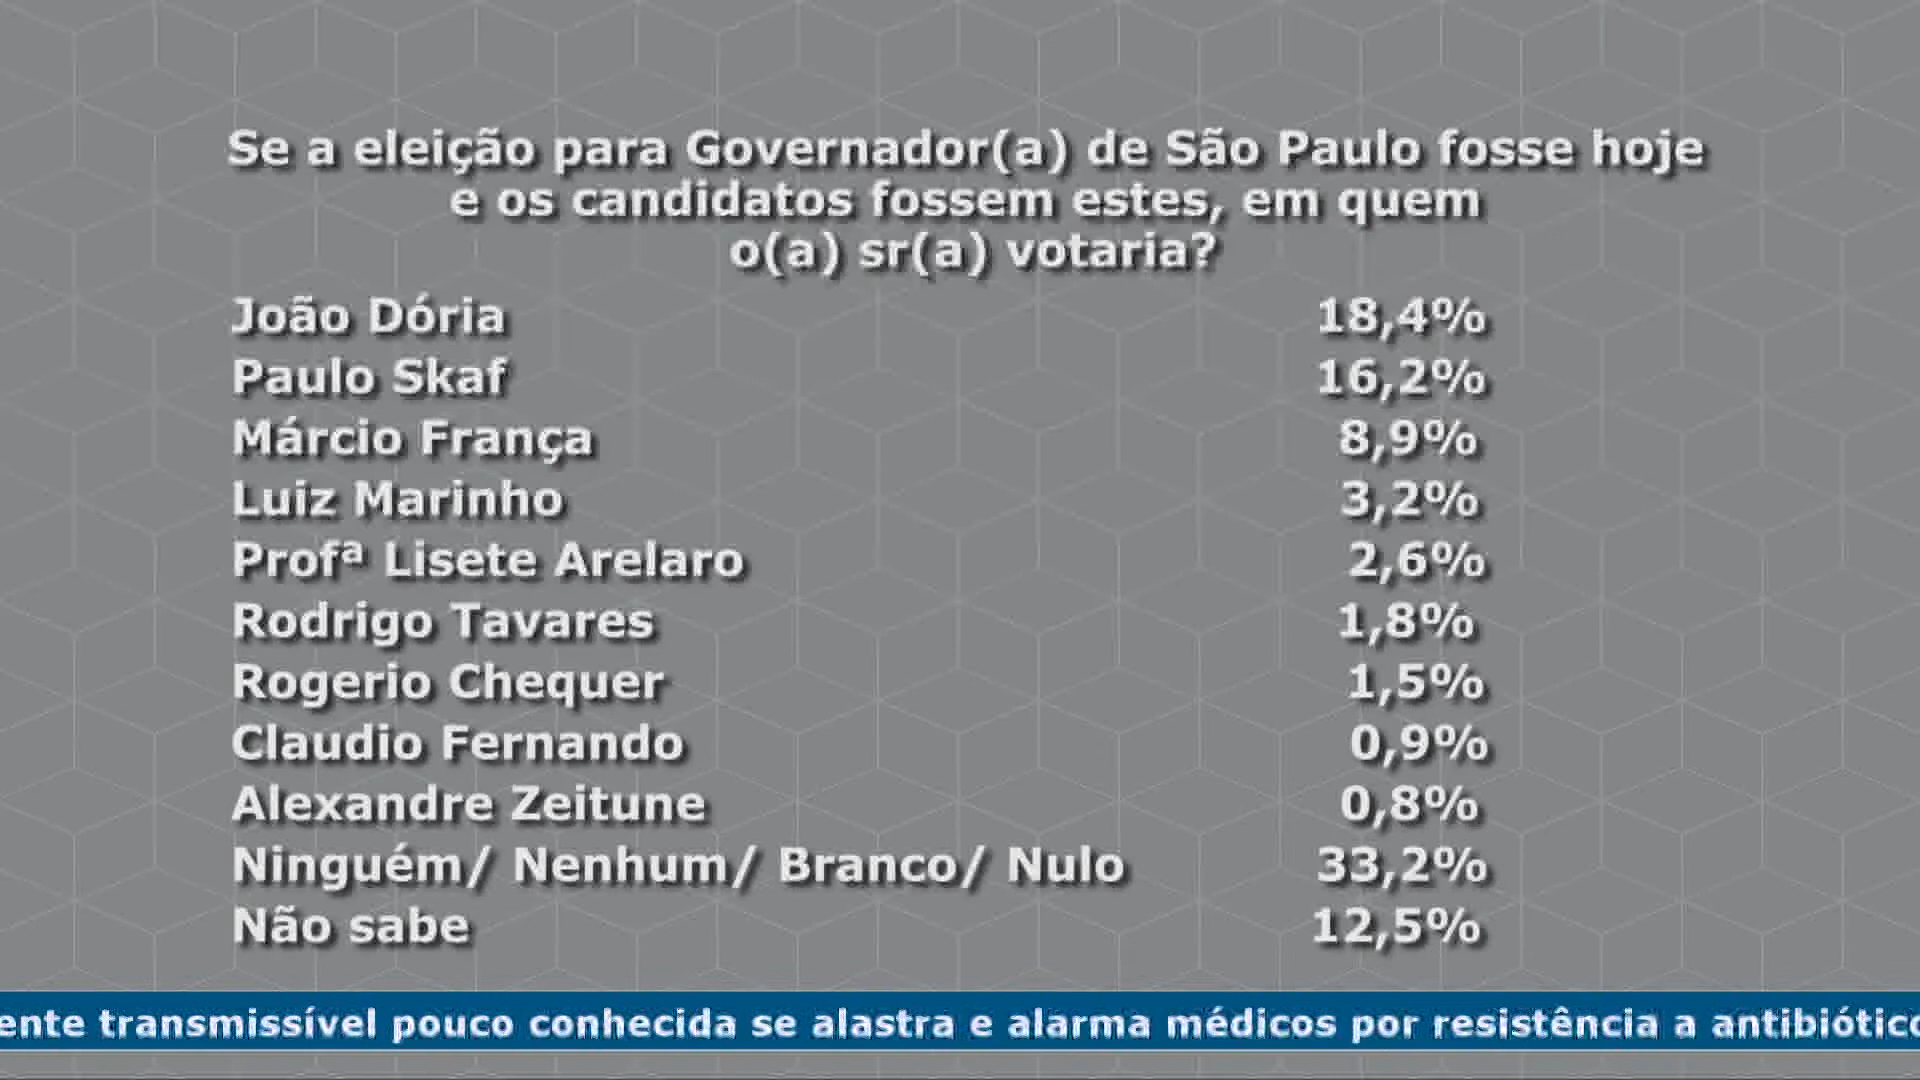 Se a eleição para Governador(a) de São Paulo fosse hoje
e os candidatos fossem estes, em quem
o(a) sr(a) votaria?
João Dória 18,4%
Paulo Skaf 16,2%
Márcio França 8,9%
Luiz Marinho 3,2%
Profª Lisete Arelaro 2,6%
Rodrigo Tavares 1,8%
Rogerio Chequer 1,5%
Claudio Fernando 0,9%
Alexandre Zeitune 0,8%
Ninguém/ Nenhum/ Branco/ Nulo 33,2%
Não sabe 12,5%
ente transmissível pouco conhecida se alastra e alarma médicos por resistência a antibiótico